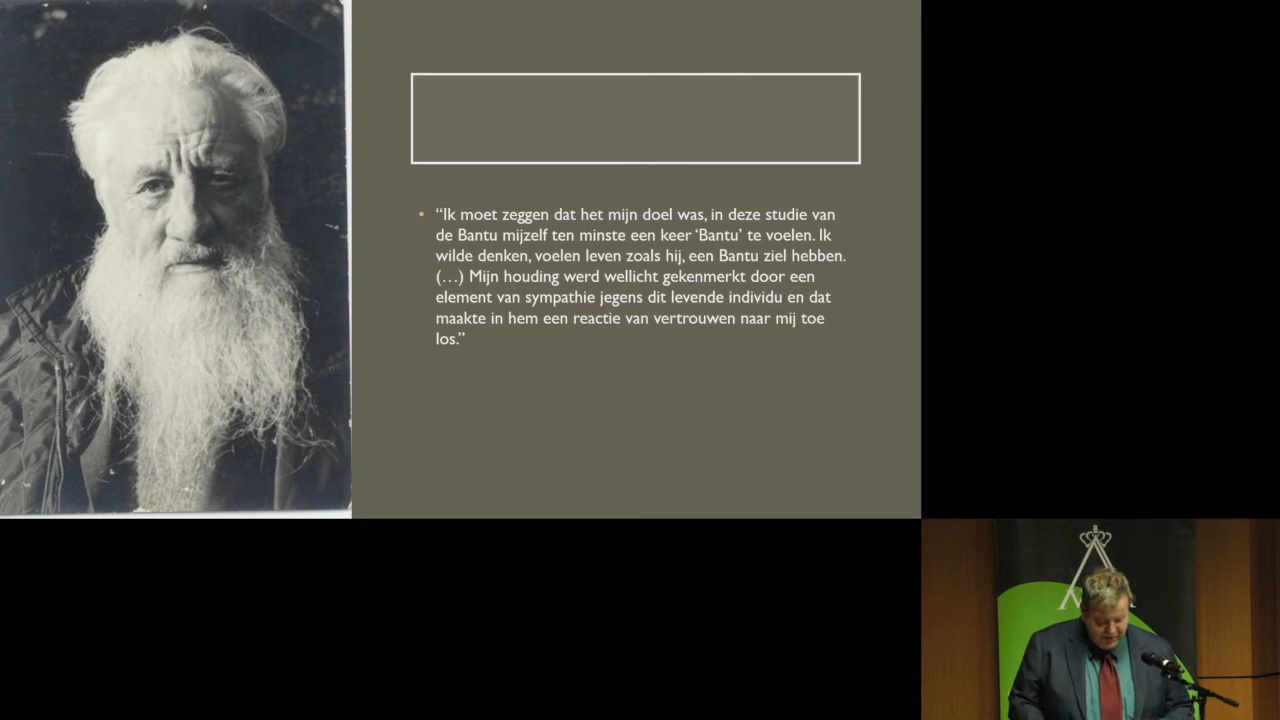 “Ik moet zeggen dat het mijn doel was, in deze studie van
de Bantu mijzelf ten minste een keer ‘Bantu’ te voelen. Ik
wilde denken, voelen leven zoals hij, een Bantu ziel hebben.
(…) Mijn houding werd wellicht gekenmerkt door een
element van sympathie jegens dit levende individu en dat
maakte in hem een reactie van vertrouwen naar mij toe
los.”